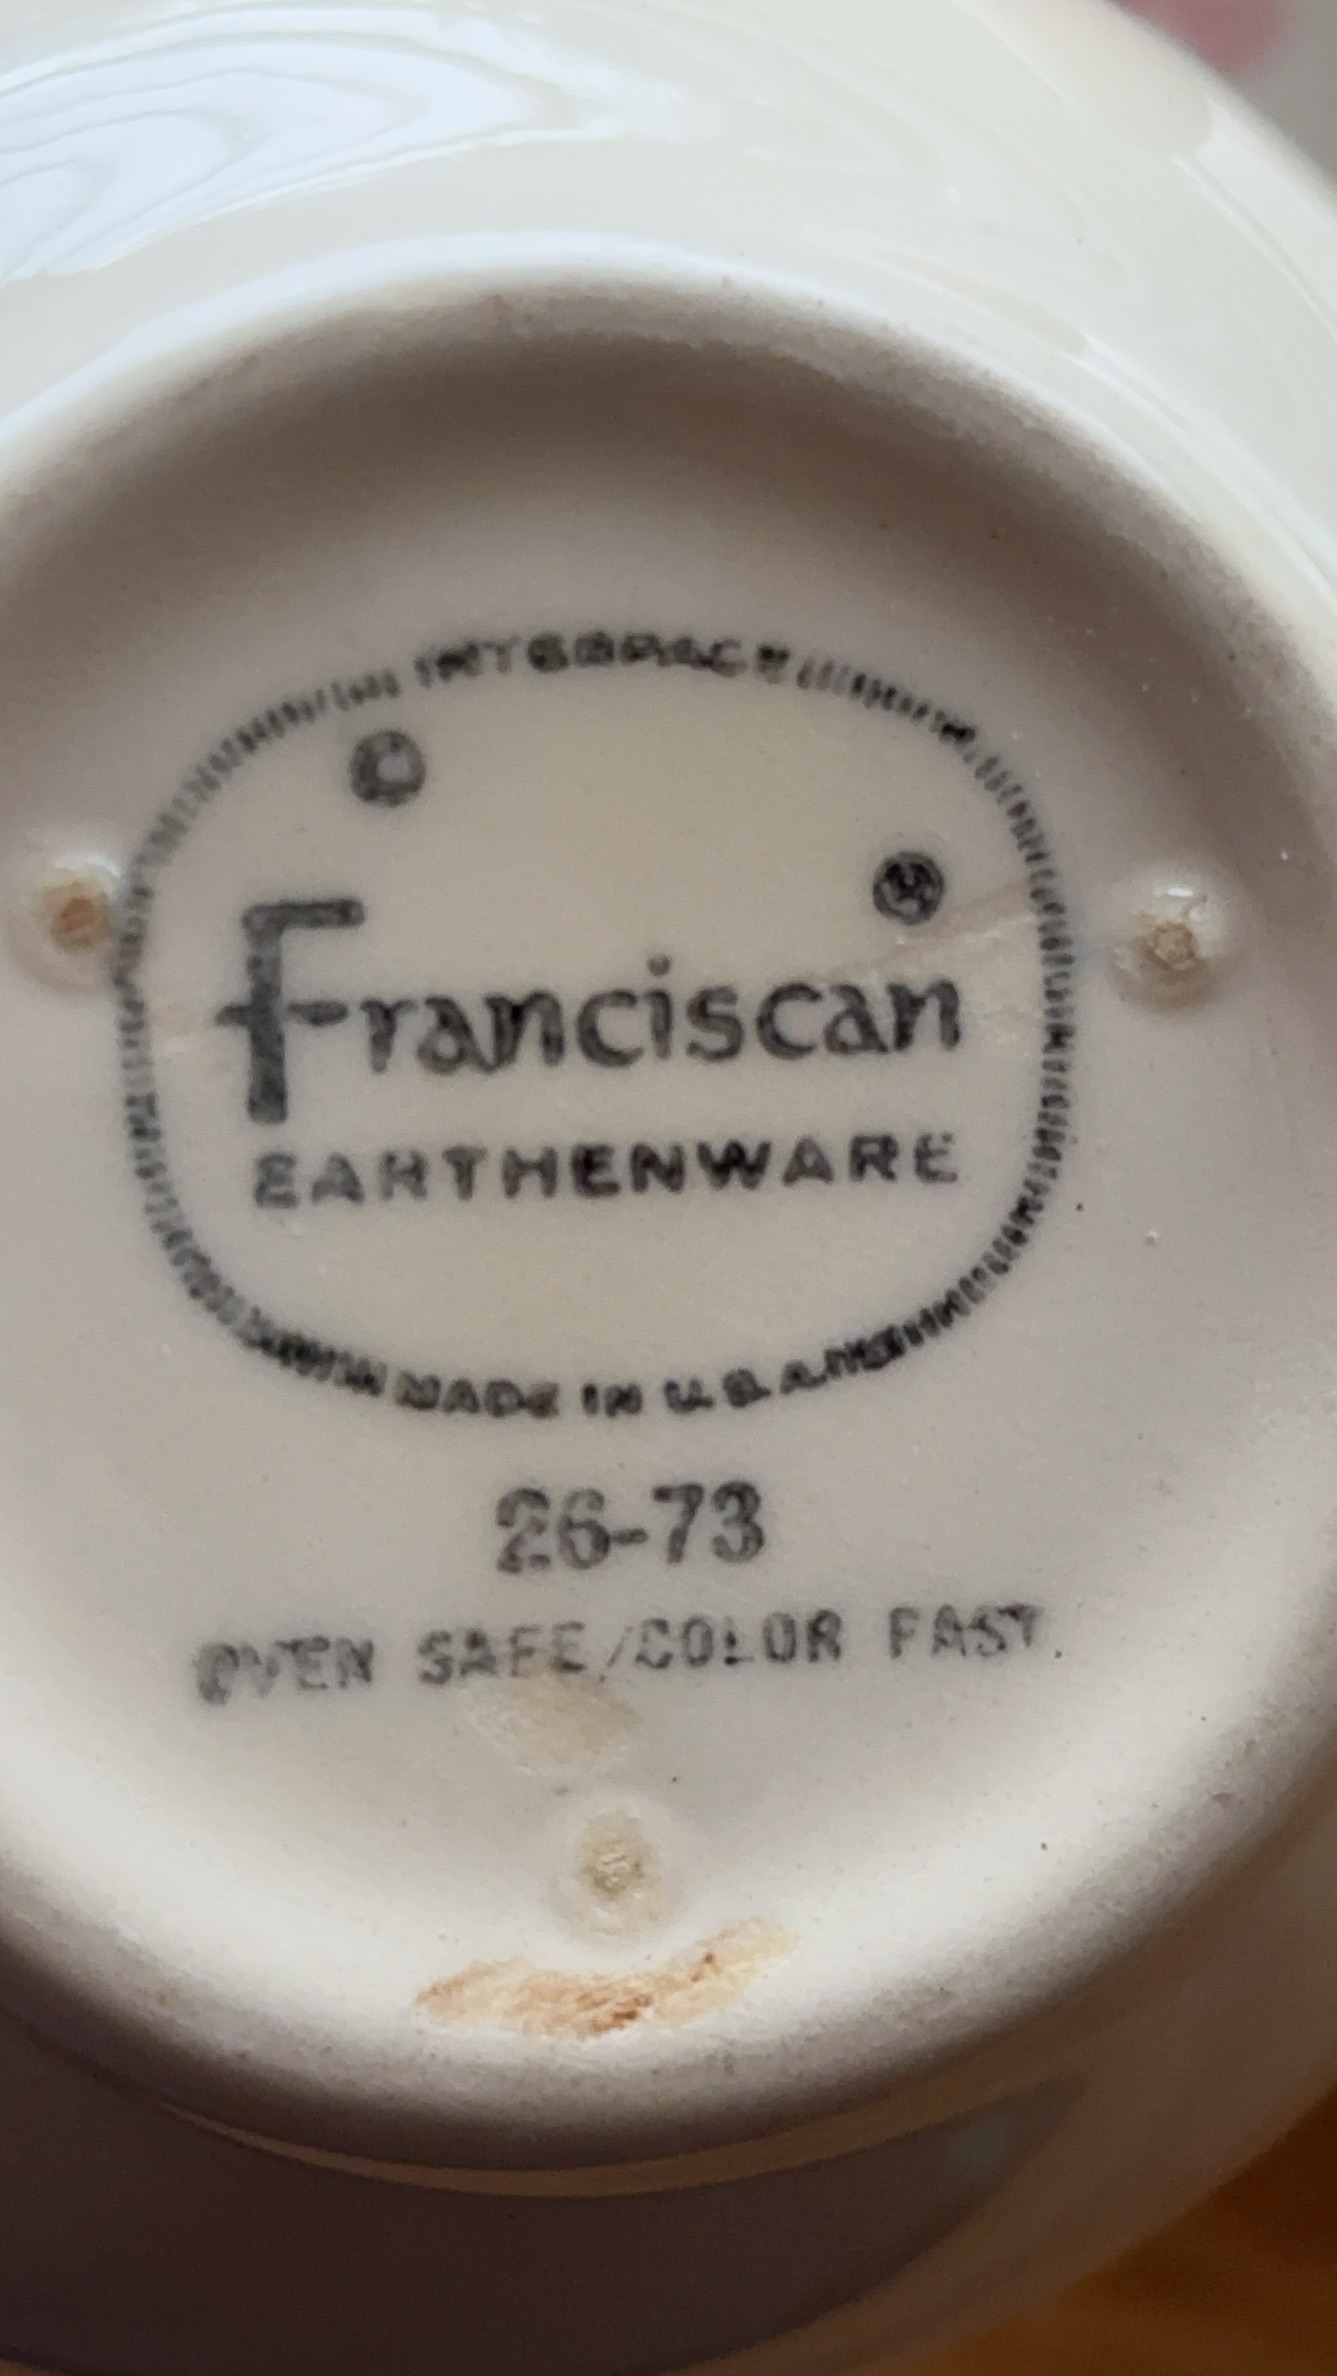 INTERPACE
©
®
Franciscan
EARTHENWARE
MADE IN U.S.A.
26-73
OVEN SAFE/COLOR FAST.